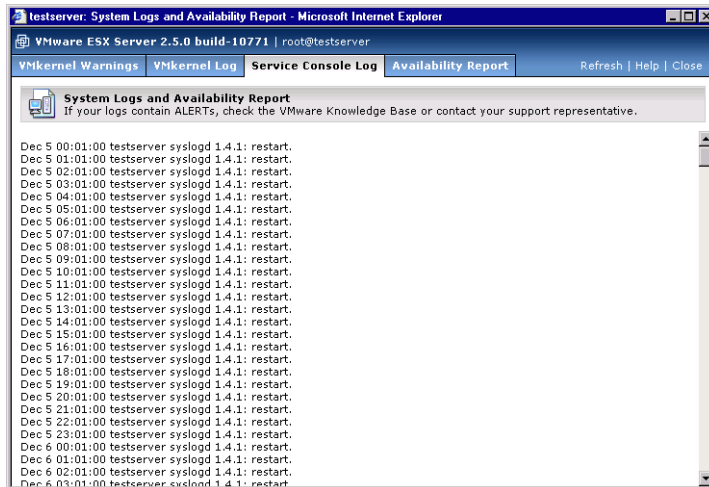 testserver: System Logs and Availability Report - Microsoft Internet Explorer
VMware ESX Server 2.5.0 build-10771 | root@testserver
VMkernel Warnings VMkernel Log Service Console Log Availability Report Refresh | Help | Close
System Logs and Availability Report
If your logs contain ALERTs, check the VMware Knowledge Base or contact your support representative.
Dec 5 00:01:00 testserver syslogd 1.4.1: restart.
Dec 5 01:01:00 testserver syslogd 1.4.1: restart.
Dec 5 02:01:00 testserver syslogd 1.4.1: restart.
Dec 5 03:01:00 testserver syslogd 1.4.1: restart.
Dec 5 04:01:00 testserver syslogd 1.4.1: restart.
Dec 5 05:01:00 testserver syslogd 1.4.1: restart.
Dec 5 06:01:00 testserver syslogd 1.4.1: restart.
Dec 5 07:01:00 testserver syslogd 1.4.1: restart.
Dec 5 08:01:00 testserver syslogd 1.4.1: restart.
Dec 5 09:01:00 testserver syslogd 1.4.1: restart.
Dec 5 10:01:00 testserver syslogd 1.4.1: restart.
Dec 5 11:01:00 testserver syslogd 1.4.1: restart.
Dec 5 12:01:00 testserver syslogd 1.4.1: restart.
Dec 5 13:01:00 testserver syslogd 1.4.1: restart.
Dec 5 14:01:00 testserver syslogd 1.4.1: restart.
Dec 5 15:01:00 testserver syslogd 1.4.1: restart.
Dec 5 16:01:00 testserver syslogd 1.4.1: restart.
Dec 5 17:01:00 testserver syslogd 1.4.1: restart.
Dec 5 18:01:00 testserver syslogd 1.4.1: restart.
Dec 5 19:01:00 testserver syslogd 1.4.1: restart.
Dec 5 20:01:00 testserver syslogd 1.4.1: restart.
Dec 5 21:01:00 testserver syslogd 1.4.1: restart.
Dec 5 22:01:00 testserver syslogd 1.4.1: restart.
Dec 5 23:01:00 testserver syslogd 1.4.1: restart.
Dec 6 00:01:00 testserver syslogd 1.4.1: restart.
Dec 6 01:01:00 testserver syslogd 1.4.1: restart.
Dec 6 02:01:00 testserver syslogd 1.4.1: restart.
Dec 6 03:01:00 testserver syslogd 1.4.1: restart.